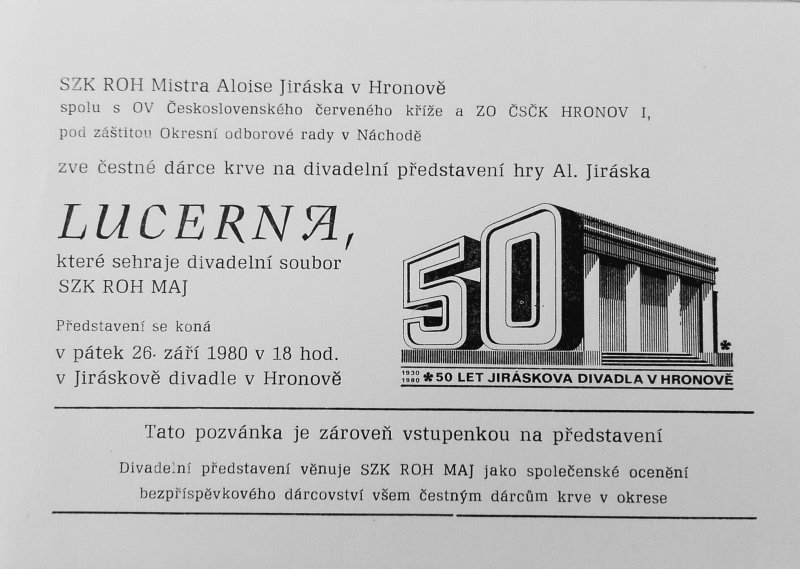 SZK ROH Mistra Aloise Jiráska v Hronově
spolu s OV Československého červeného kříže a ZO ČSČK HRONOV I,
pod záštitou Okresní odborové rady v Náchodě
zve čestné dárce krve na divadelní představení hry Al. Jiráska
LUCERNA,
které sehraje divadelní soubor
SZK ROH MAJ
Představení se koná
v pátek 26. září 1980 v 18 hod.
v Jiráskově divadle v Hronově
50
1930
1980 * 50 LET JIRÁSKOVA DIVADLA V HRONOVĚ
Tato pozvánka je zároveň vstupenkou na představení
Divadelní představení věnuje SZK ROH MAJ jako společenské ocenění
bezpříspěvkového dárcovství všem čestným dárcům krve v okrese